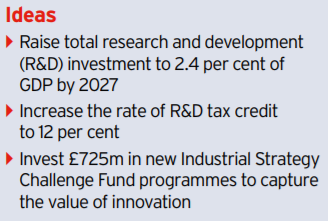 Ideas
Raise total research and development
(R&D) investment to 2.4 per cent of
GDP by 2027
Increase the rate of R&D tax credit
to 12 per cent
Invest £725m in new Industrial Strategy
Challenge Fund programmes to capture
the value of innovation